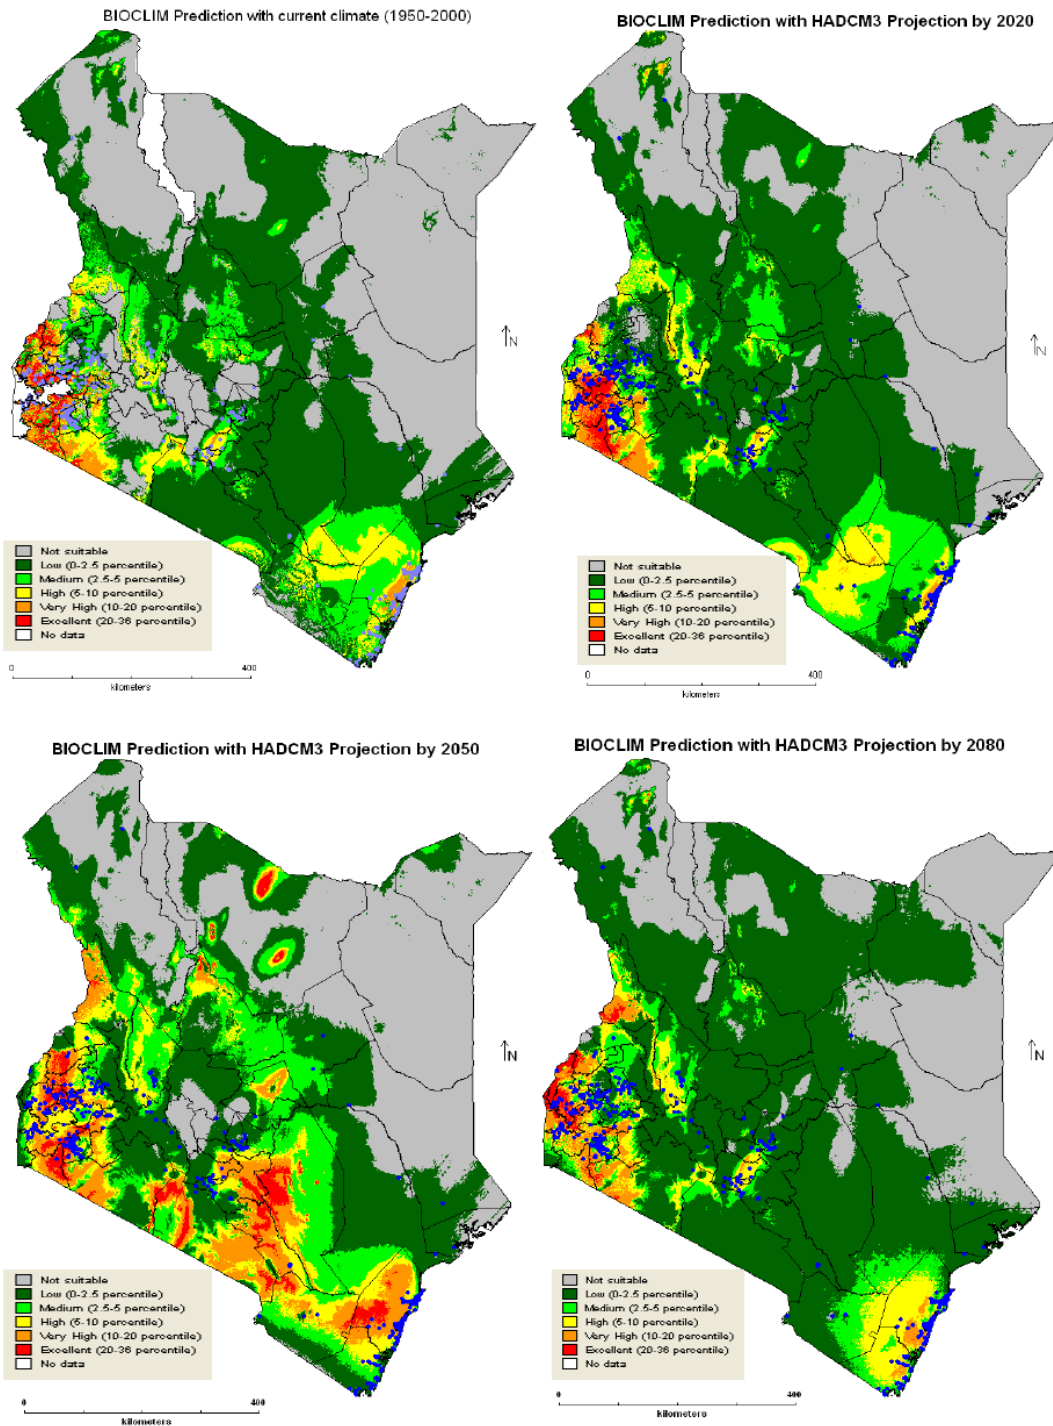 BIOCLIM Prediction with current climate (1950-2000)
N
Not suitable
Low (0-2.5 percentile)
Medium (2.5-5 percentile)
High (5-10 percentile)
Very High (10-20 percentile)
Excellent (20-36 percentile)
No data
0 400
kilometers
BIOCLIM Prediction with HADCM3 Projection by 2020
N
Not suitable
Low (0-2.5 percentile)
Medium (2.5-5 percentile)
High (5-10 percentile)
Very High (10-20 percentile)
Excellent (20-36 percentile)
No data
0 400
kilometers
BIOCLIM Prediction with HADCM3 Projection by 2050
N
Not suitable
Low (0-2.5 percentile)
Medium (2.5-5 percentile)
High (5-10 percentile)
Very High (10-20 percentile)
Excellent (20-36 percentile)
No data
0 400
kilometers
BIOCLIM Prediction with HADCM3 Projection by 2080
N
Not suitable
Low (0-2.5 percentile)
Medium (2.5-5 percentile)
High (5-10 percentile)
Very High (10-20 percentile)
Excellent (20-36 percentile)
No data
0 400
kilometers